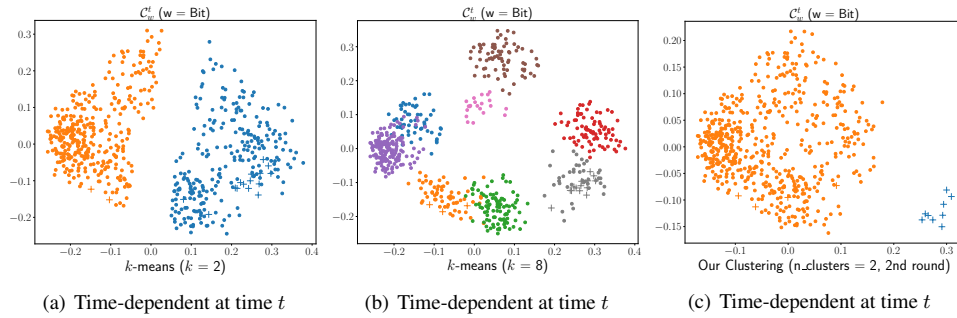 𝒞ᵗ_w (w = Bit)
0.3
0.2
0.1
0.0
−0.1
−0.2
−0.2 −0.1 0.0 0.1 0.2 0.3 0.4
k-means (k = 2)
(a) Time-dependent at time t
𝒞ᵗ_w (w = Bit)
0.3
0.2
0.1
0.0
−0.1
−0.2
−0.2 −0.1 0.0 0.1 0.2 0.3 0.4
k-means (k = 8)
(b) Time-dependent at time t
𝒞ᵗ_w (w = Bit)
0.20
0.15
0.10
0.05
0.00
−0.05
−0.10
−0.15
−0.1 0.0 0.1 0.2 0.3
Our Clustering (n_clusters = 2, 2nd round)
(c) Time-dependent at time t